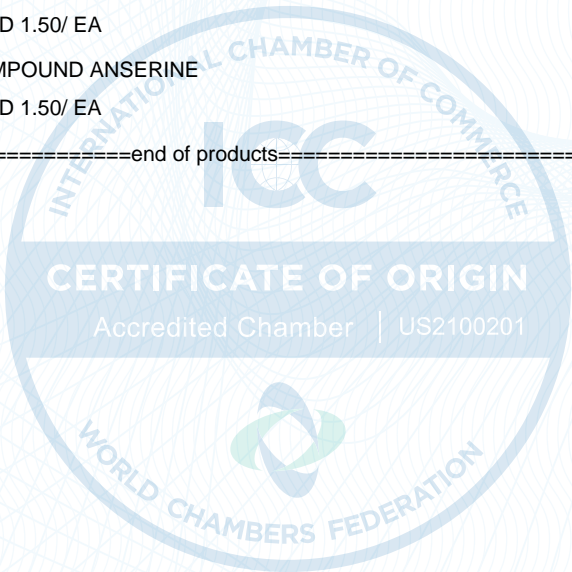 D 1.50/ EA
MPOUND ANSERINE
D 1.50/ EA
===========end of products=========================
INTERNATIONAL CHAMBER OF COMMERCE
ICC
CERTIFICATE OF ORIGIN
Accredited Chamber | US2100201
WORLD CHAMBERS FEDERATION